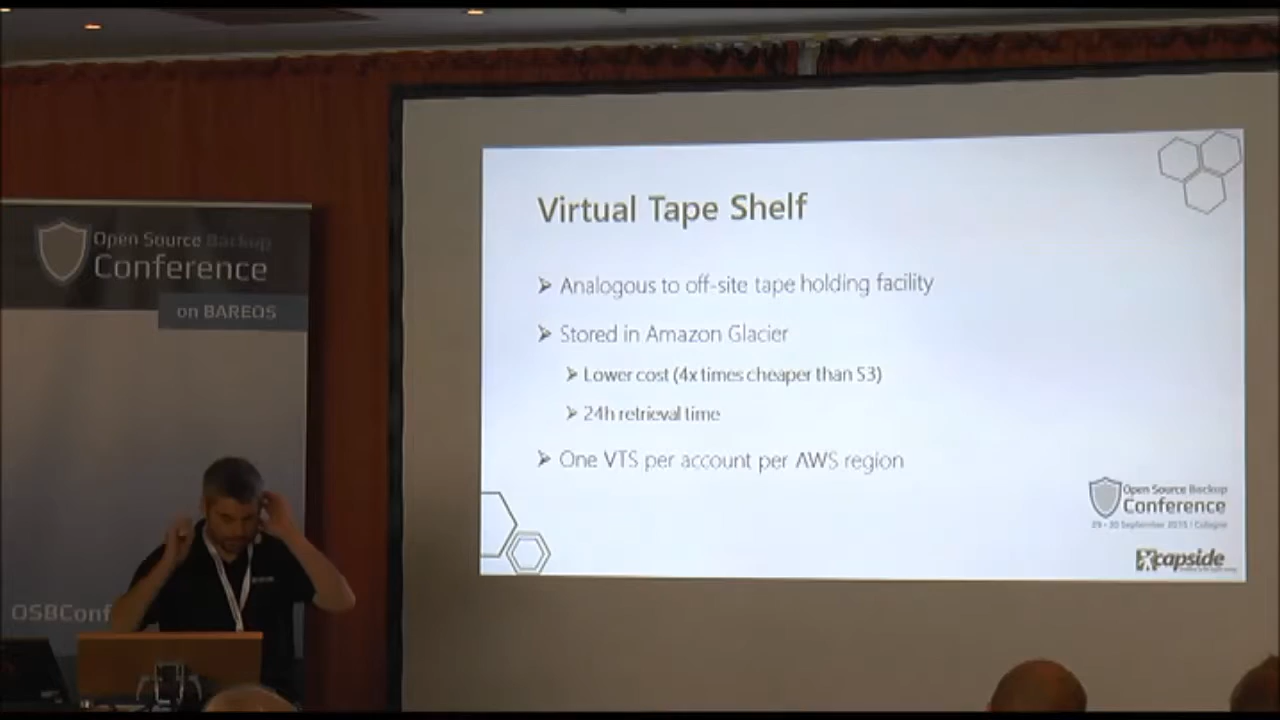 Open Source Backup
Conference
on BAREOS
OSBConf
Virtual Tape Shelf
➢ Analogous to off-site tape holding facility
➢ Stored in Amazon Glacier
➢ Lower cost (4x times cheaper than S3)
➢ 24h retrieval time
➢ One VTS per account per AWS region
Open Source Backup
Conference
29 - 30 September 2015 | Cologne
capside